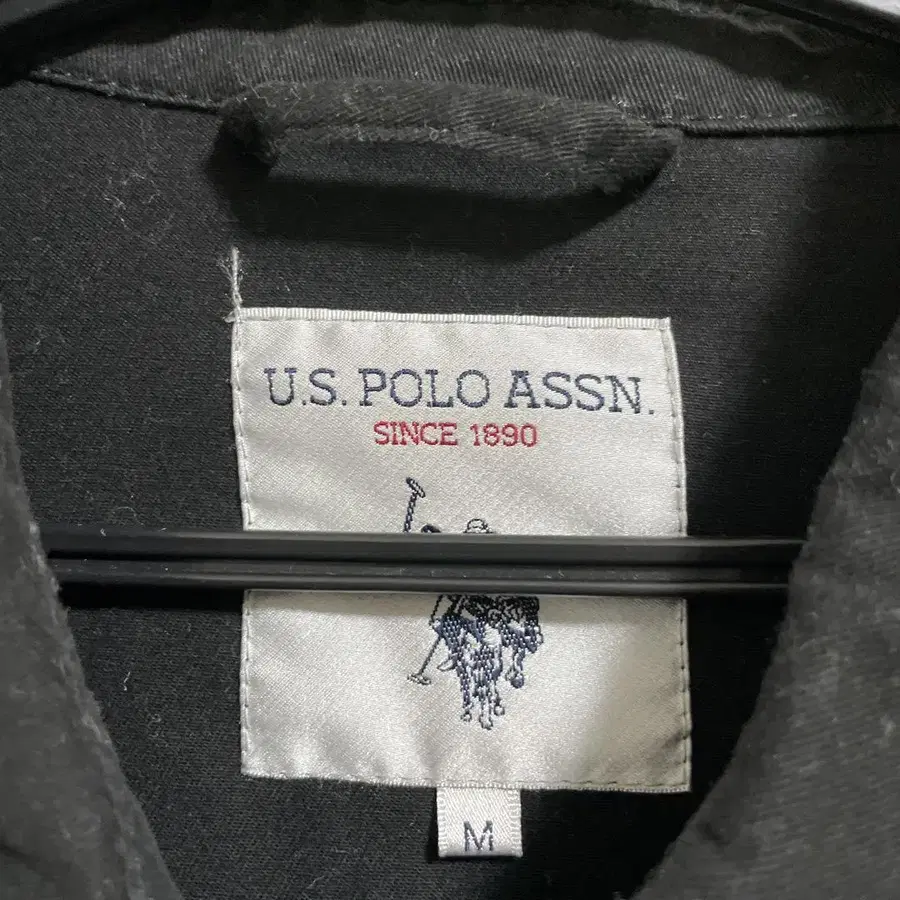 U.S. POLO ASSN.
SINCE 1890
M